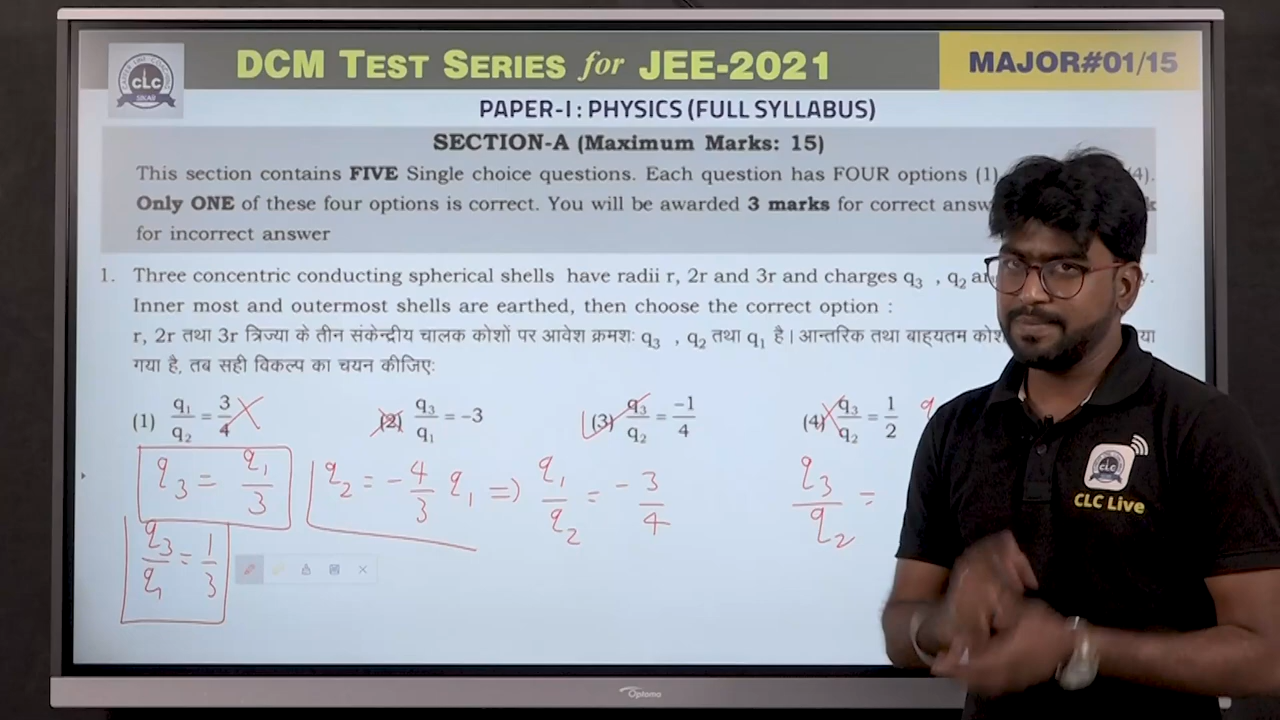 DCM TEST SERIES for JEE-2021
MAJOR#01/15
CLC
SIKAR
PAPER-I : PHYSICS (FULL SYLLABUS)
SECTION-A (Maximum Marks: 15)
This section contains FIVE Single choice questions. Each question has FOUR options (1) (4).
Only ONE of these four options is correct. You will be awarded 3 marks for correct
for incorrect answer
1. Three concentric conducting spherical shells have radii r, 2r and 3r and charges q₃ , q₂
Inner most and outermost shells are earthed, then choose the correct option :
r, 2r तथा 3r त्रिज्या के तीन संकेन्द्रीय चालक कोशों पर आवेश क्रमशः q₃ , q₂ तथा q₁ है। आन्तरिक तथा बाह्यतम
गया है, तब सही विकल्प का चयन कीजिएः
(1) q₁/q₂ = 3/4 (2) q₃/q₁ = -3 (3) q₃/q₂ = -1/4 (4) q₃/q₂ = 1/2 q
q₃ = q₁/3 q₂ = -4/3 q₁ => q₁/q₂ = -3/4 q₃/q₂ =
q₃/q₁ = 1/3
CLC
CLC Live
Optoma